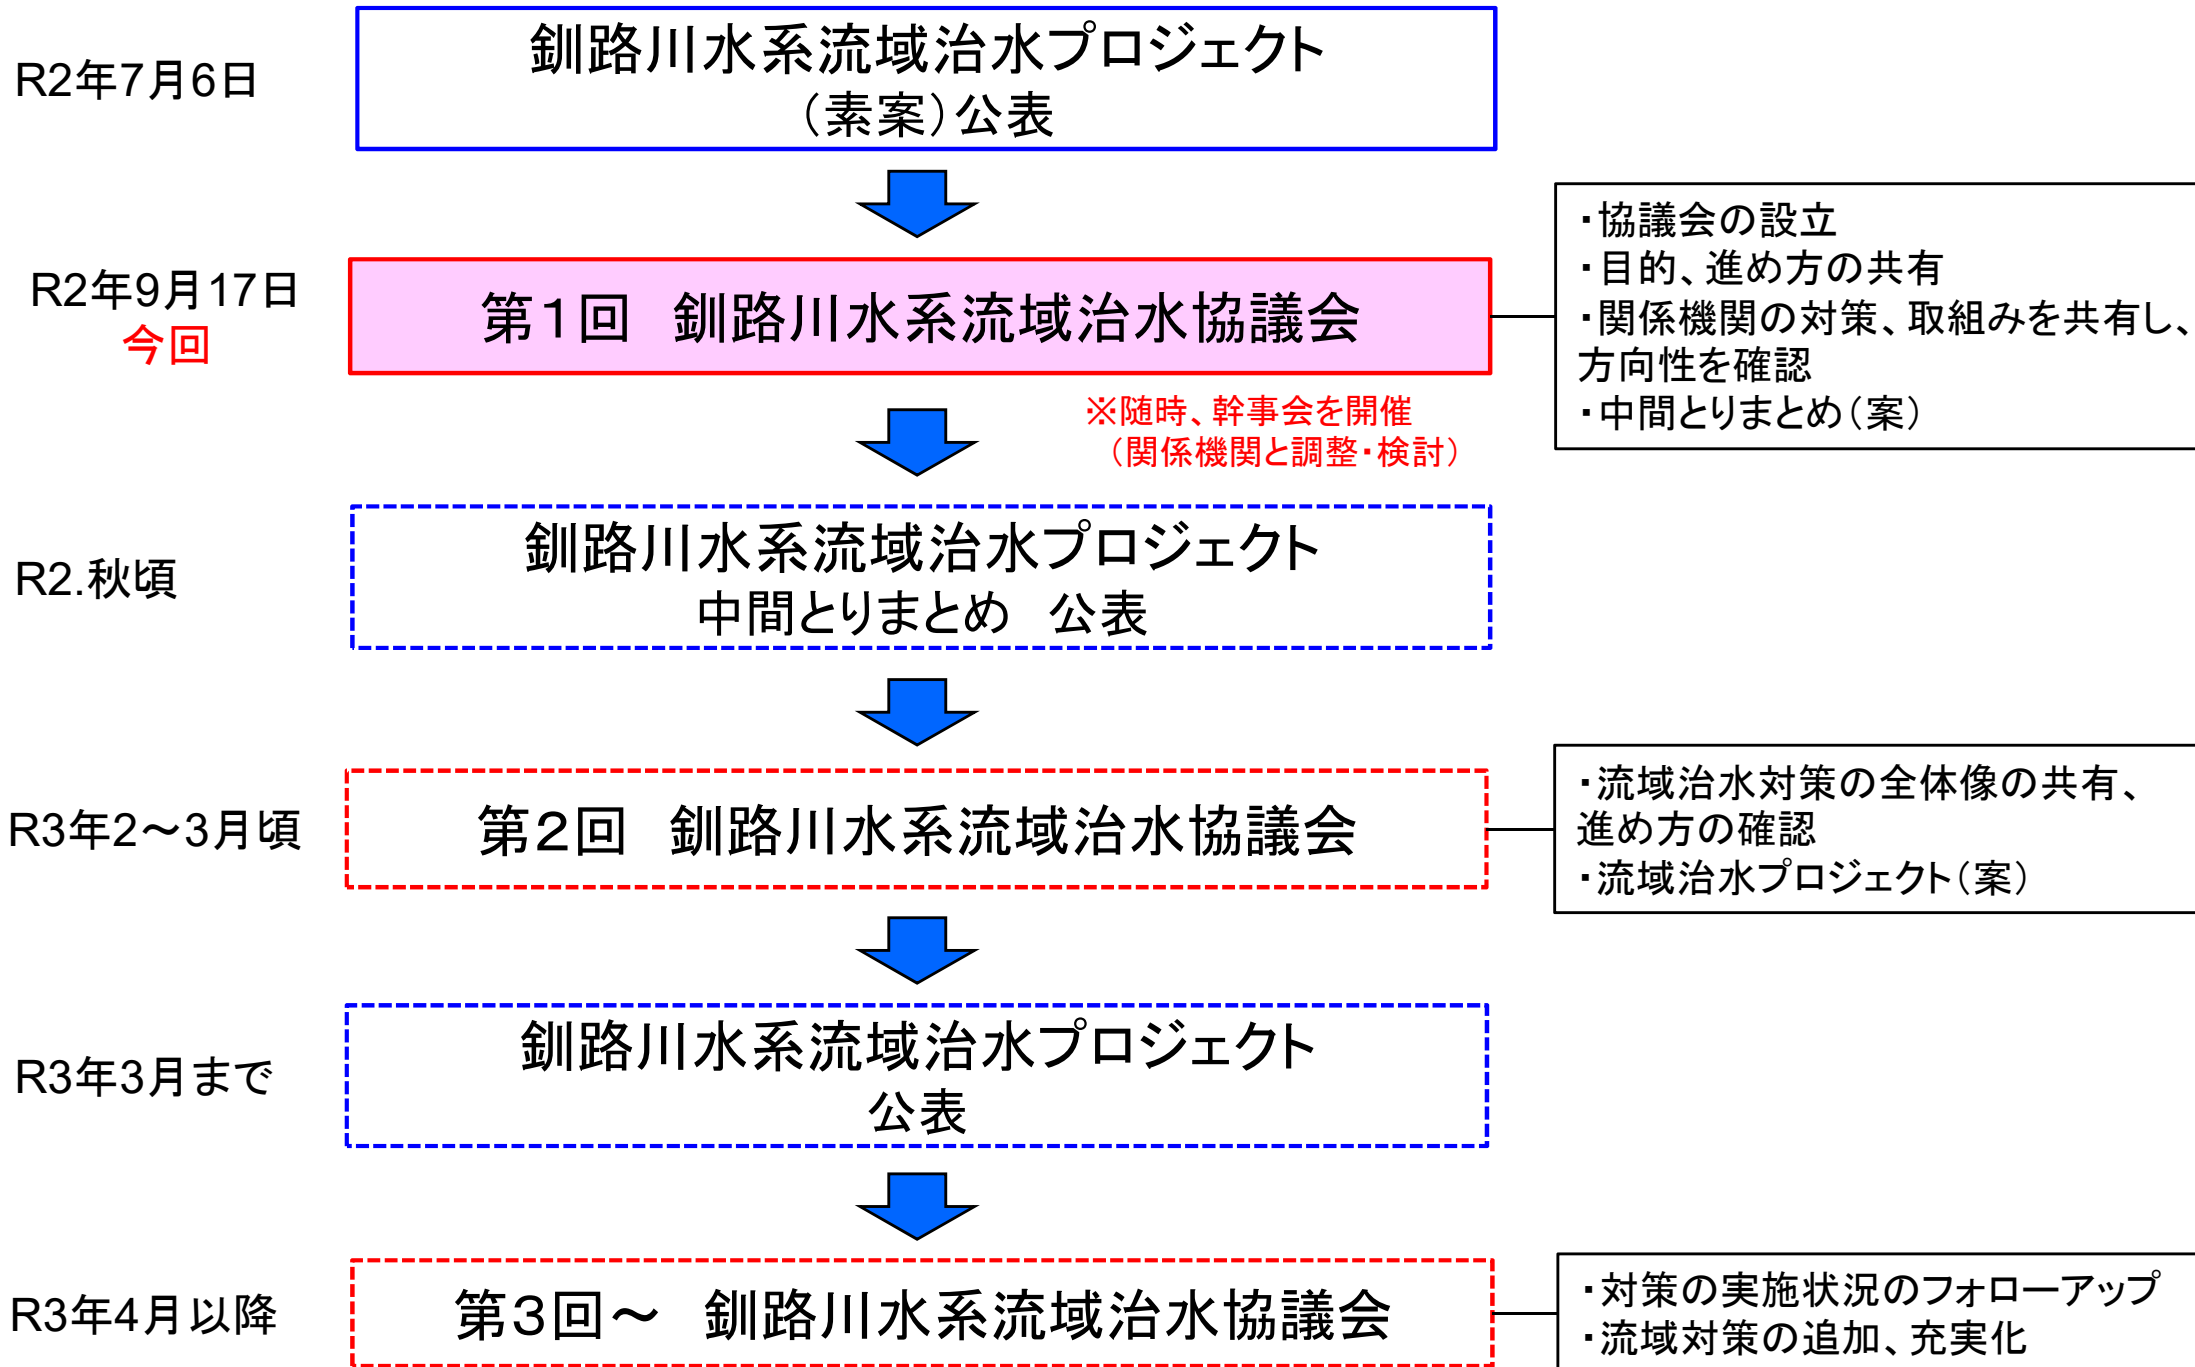 R2年7月6日
釧路川水系流域治水プロジェクト
（素案）公表
R2年9月17日
今回
第１回　釧路川水系流域治水協議会
・協議会の設立
・目的、進め方の共有
・関係機関の対策、取組みを共有し、
方向性を確認
・中間とりまとめ（案）
※随時、幹事会を開催
（関係機関と調整・検討）
R2.秋頃
釧路川水系流域治水プロジェクト
中間とりまとめ　公表
R3年2～3月頃
第２回　釧路川水系流域治水協議会
・流域治水対策の全体像の共有、
進め方の確認
・流域治水プロジェクト（案）
R3年3月まで
釧路川水系流域治水プロジェクト
公表
R3年4月以降
第３回～　釧路川水系流域治水協議会
・対策の実施状況のフォローアップ
・流域対策の追加、充実化